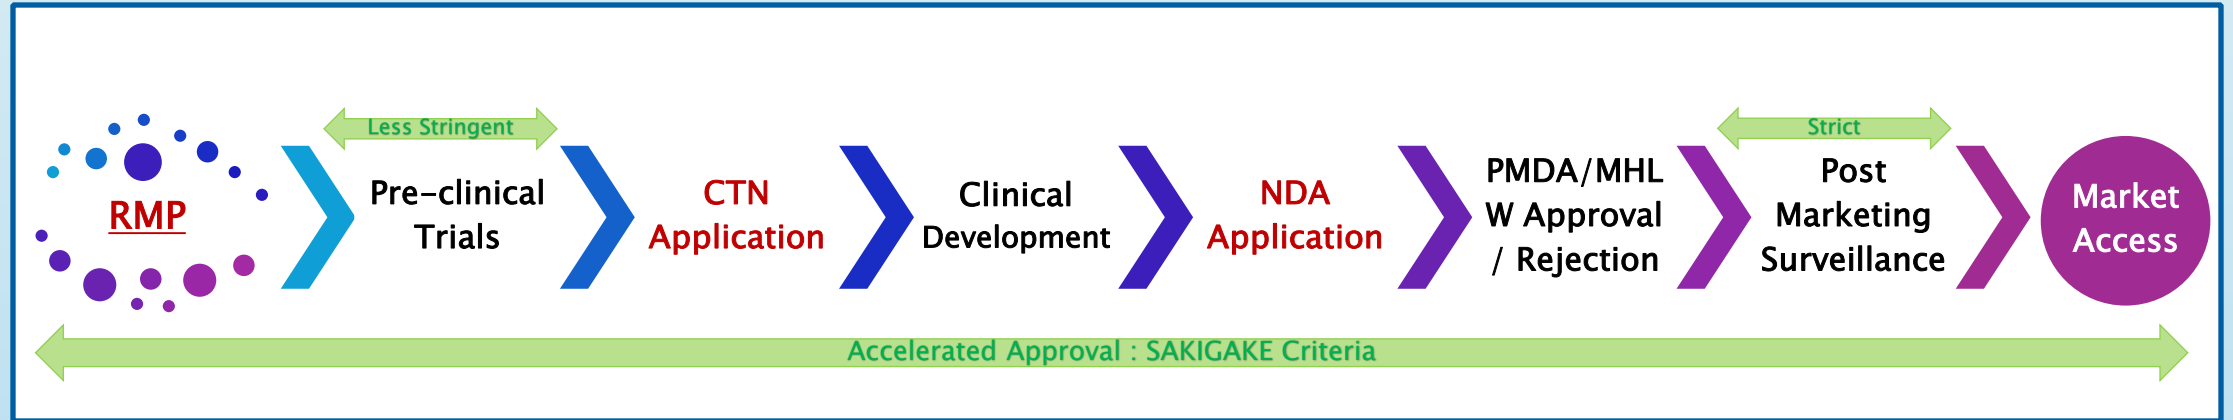 Less Stringent
Strict
RMP
Pre-clinical
Trials
CTN
Application
Clinical
Development
NDA
Application
PMDA/MHL
W Approval
/ Rejection
Post
Marketing
Surveillance
Market
Access
Accelerated Approval : SAKIGAKE Criteria